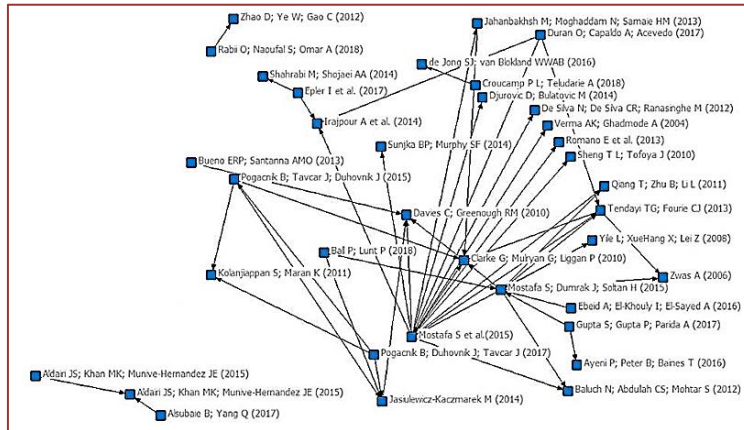 Zhao D; Ye W; Gao C (2012)
Jahanbakhsh M; Moghaddam N; Samaie HM (2013)
Duran O; Capaldo A; Acevedo (2017)
Rabii O; Naoufal S; Omar A (2018)
de Jong SJ; van Blokland WWAB (2016)
Shahrabi M; Shojaei AA (2014)
Croucamp P L; Teludarie A (2018)
Epler I et al. (2017)
Djurovic D; Bulatovic M (2014)
De Silva N; De Silva CR; Ranasinghe M (2012)
Irajpour A et al. (2014)
Verma AK; Ghadmode A (2004)
Sunjka BP; Murphy SF (2014)
Romano E et al. (2013)
Sheng T L; Tofoya J (2010)
Bueno ERP; Santanna AMO (2013)
Pogacnik B; Tavcar J; Duhovnik J (2015)
Qiang T; Zhu B; Li L (2011)
Davies C; Greenough RM (2010)
Tendayi TG; Fourie CJ (2013)
Yile L; XueHang X; Lei Z (2008)
Ball P; Lunt P (2018)
Clarke G; Mulryan G; Liggan P (2010)
Kolanjiappan S; Maran K (2011)
Zwas A (2006)
Mostafa S; Dumrak J; Soltan H (2015)
Ebeid A; El-Khouly I; El-Sayed A (2016)
Gupta S; Gupta P; Parida A (2017)
Mostafa S et al.(2015)
Pogacnik B; Duhovnik J; Tavcar J (2017)
Ayeni P; Peter B; Baines T (2016)
Aldairi JS; Khan MK; Munive-Hernandez JE (2015)
Baluch N; Abdullah CS; Mohtar S (2012)
Aldairi JS; Khan MK; Munive-Hernandez JE (2015)
Jasiulewicz-Kaczmarek M (2014)
Alsubaie B; Yang Q (2017)